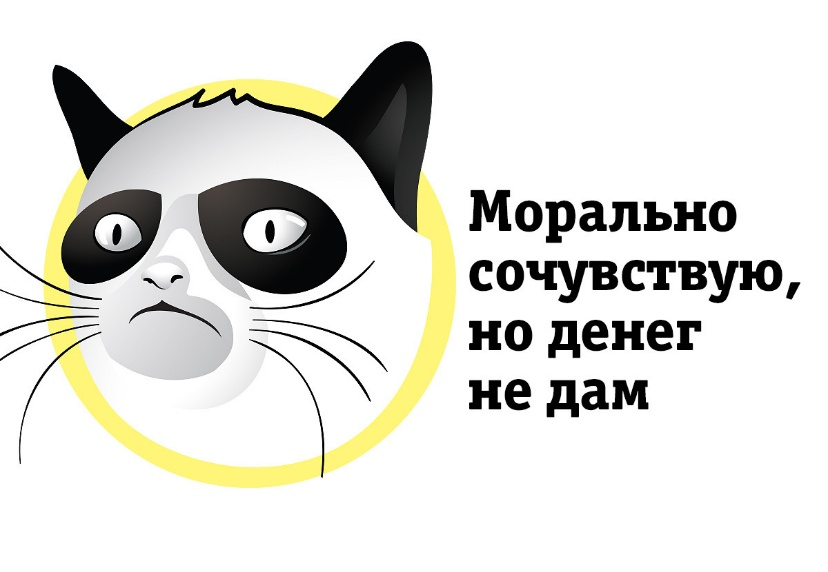 Морально
сочувствую,
но денег
не дам